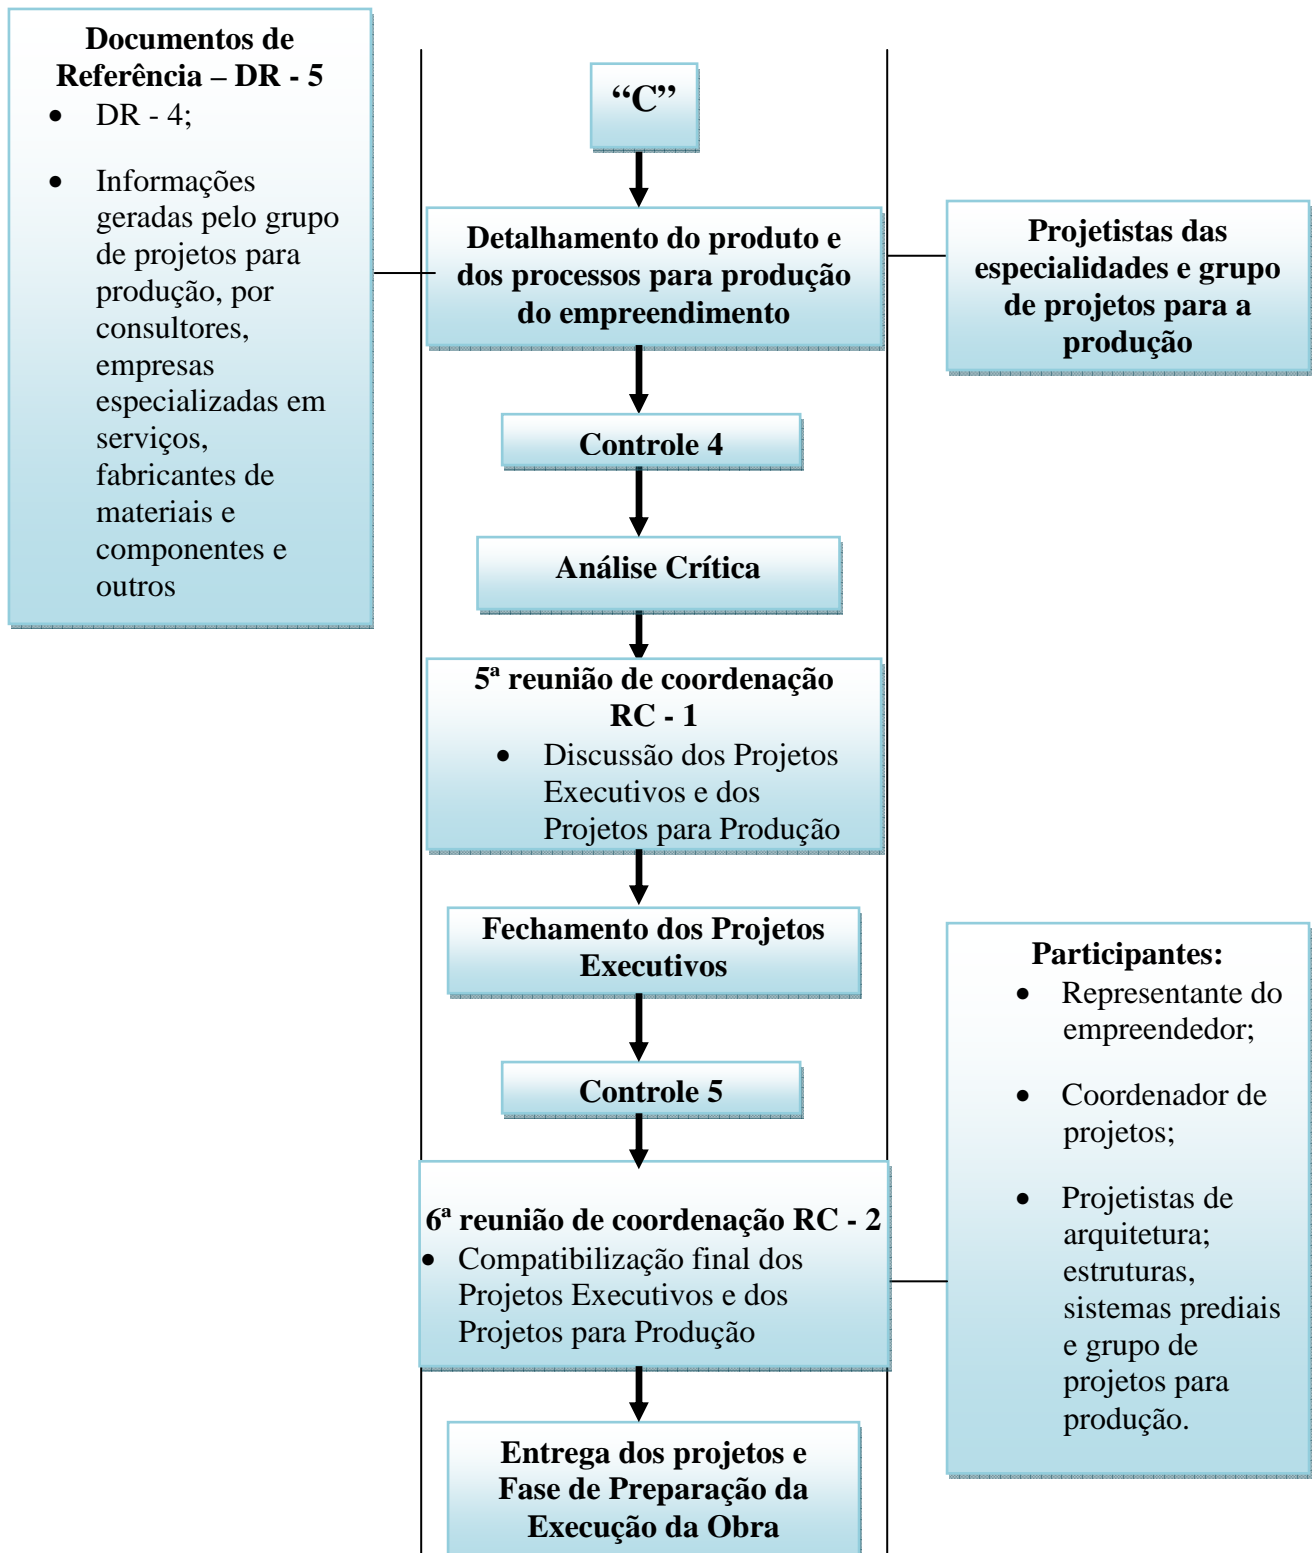 Documentos de
Referência – DR - 5
• DR - 4;
• Informações
geradas pelo grupo
de projetos para
produção, por
consultores,
empresas
especializadas em
serviços,
fabricantes de
materiais e
componentes e
outros
“C”
Detalhamento do produto e
dos processos para produção
do empreendimento
Projetistas das
especialidades e grupo
de projetos para a
produção
Controle 4
Análise Crítica
5ª reunião de coordenação
RC - 1
• Discussão dos Projetos
Executivos e dos
Projetos para Produção
Fechamento dos Projetos
Executivos
Controle 5
6ª reunião de coordenação RC - 2
• Compatibilização final dos
Projetos Executivos e dos
Projetos para Produção
Participantes:
• Representante do
empreendedor;
• Coordenador de
projetos;
• Projetistas de
arquitetura;
estruturas,
sistemas prediais
e grupo de
projetos para
produção.
Entrega dos projetos e
Fase de Preparação da
Execução da Obra